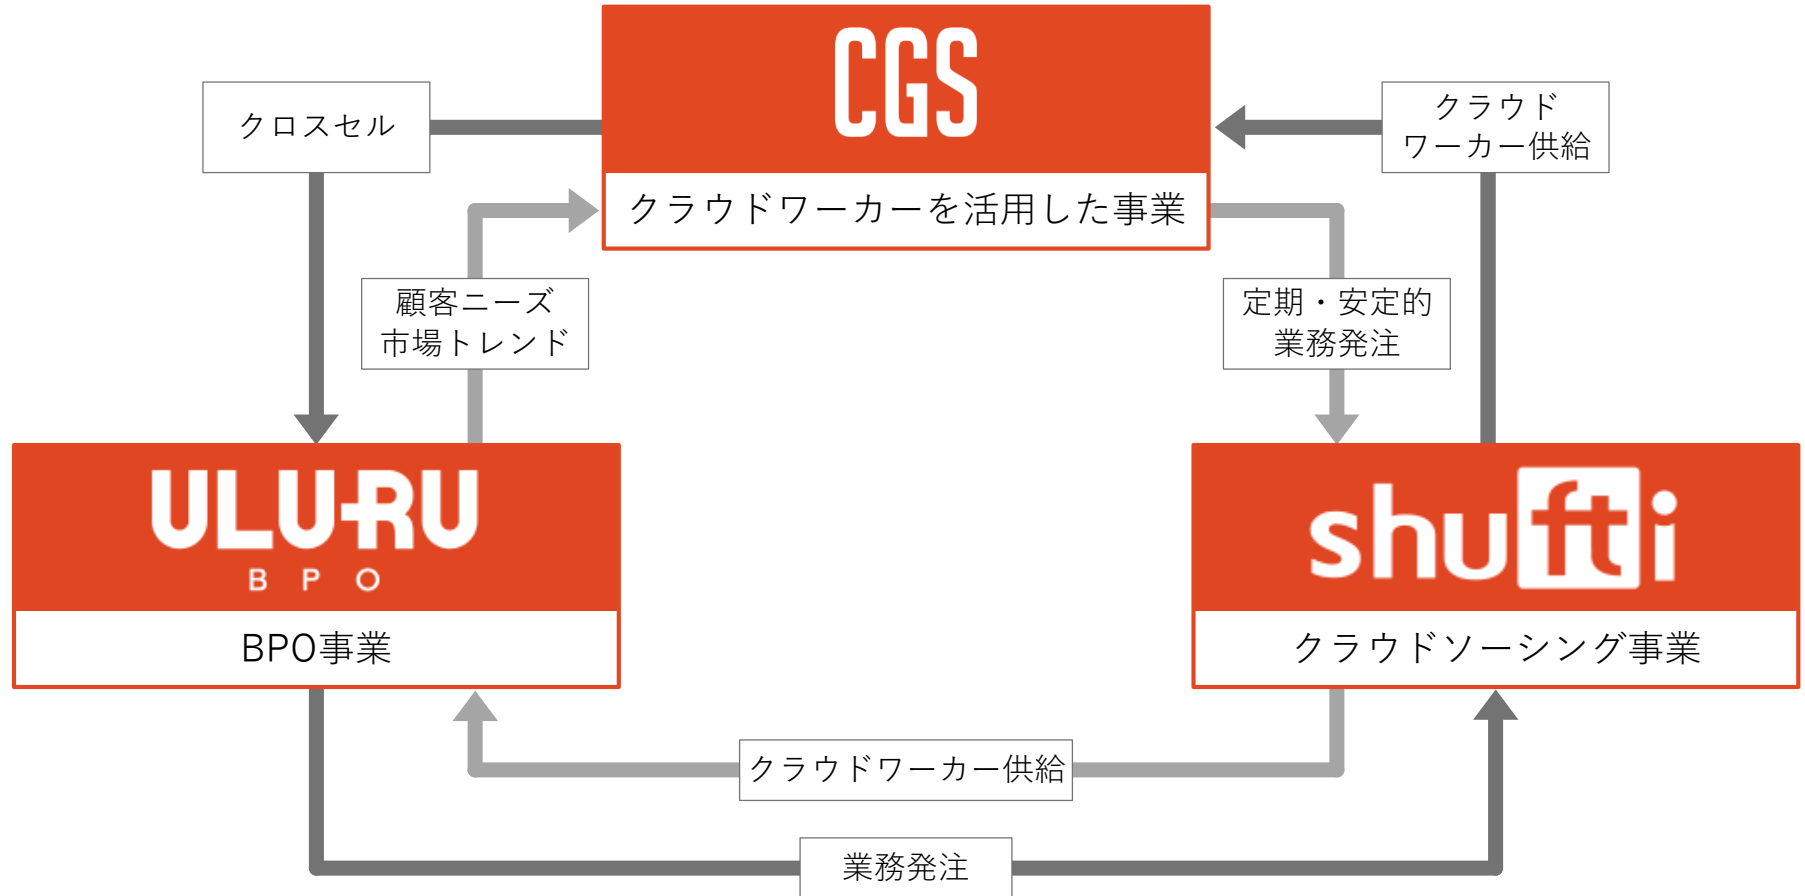 CGS
クラウドワーカーを活用した事業
クロスセル
クラウド
ワーカー供給
顧客ニーズ
市場トレンド
定期・安定的
業務発注
ULURU
BPO
BPO事業
shufti
クラウドソーシング事業
クラウドワーカー供給
業務発注